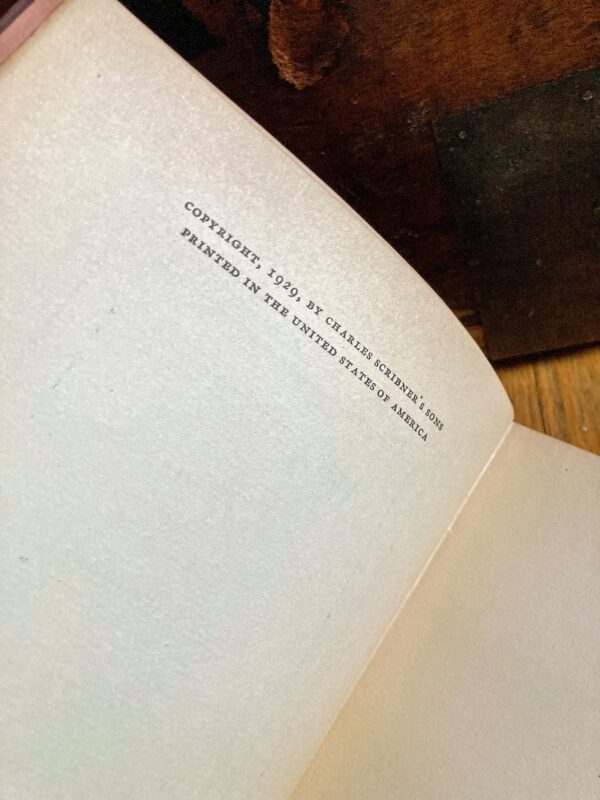 COPYRIGHT, 1929, BY CHARLES SCRIBNER'S SONS
PRINTED IN THE UNITED STATES OF AMERICA